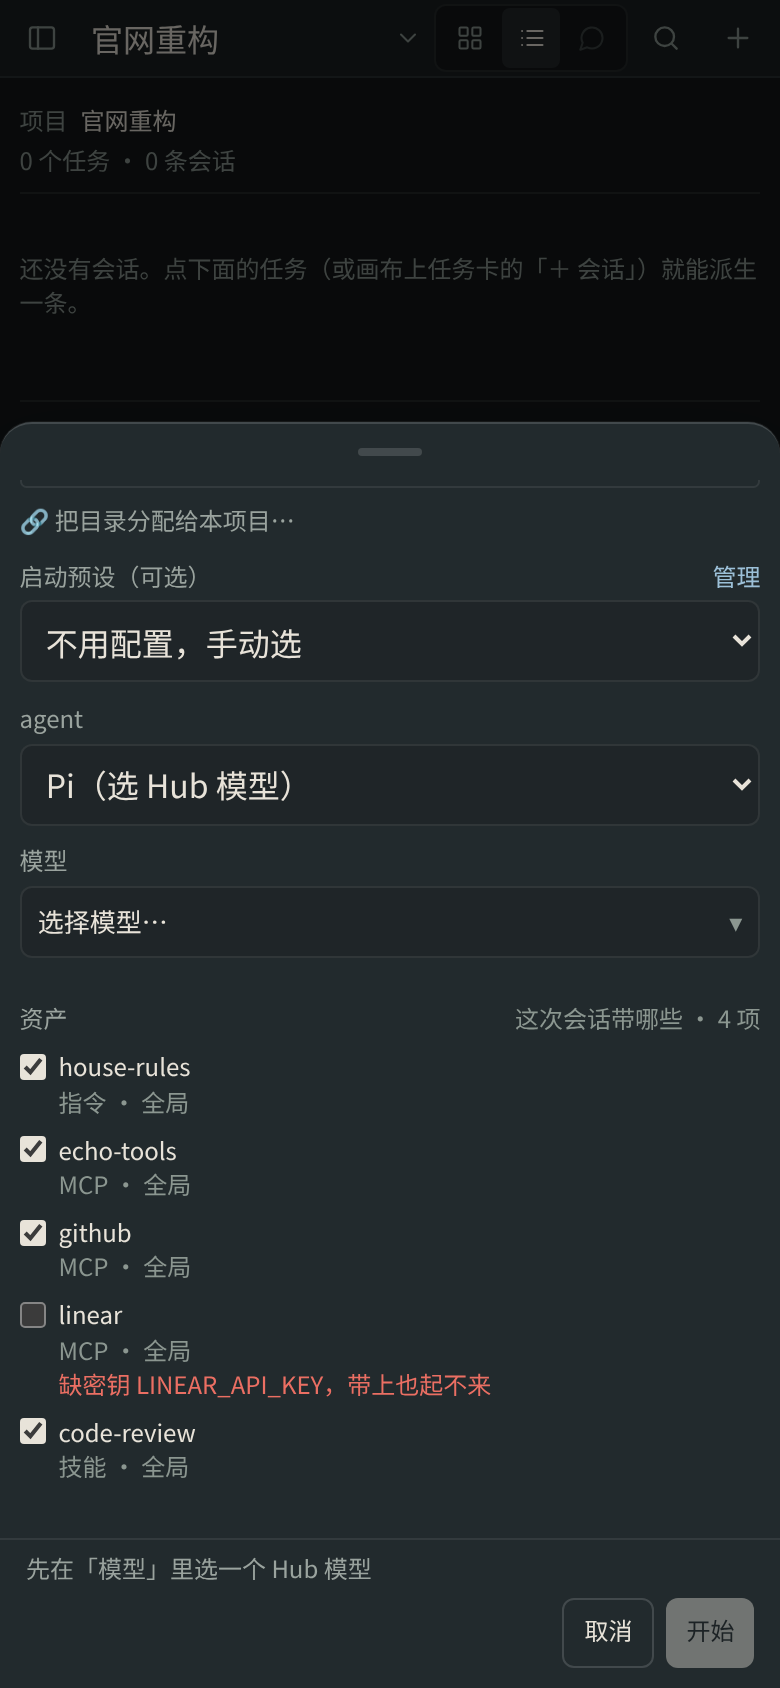 官网重构
项目 官网重构
0 个任务 · 0 条会话
还没有会话。点下面的任务（或画布上任务卡的「＋ 会话」）就能派生
一条。
🔗 把目录分配给本项目…
启动预设（可选） 管理
不用配置，手动选
agent
Pi（选 Hub 模型）
模型
选择模型…
资产 这次会话带哪些 · 4 项
house-rules
指令 · 全局
echo-tools
MCP · 全局
github
MCP · 全局
linear
MCP · 全局
缺密钥 LINEAR_API_KEY，带上也起不来
code-review
技能 · 全局
先在「模型」里选一个 Hub 模型
取消 开始